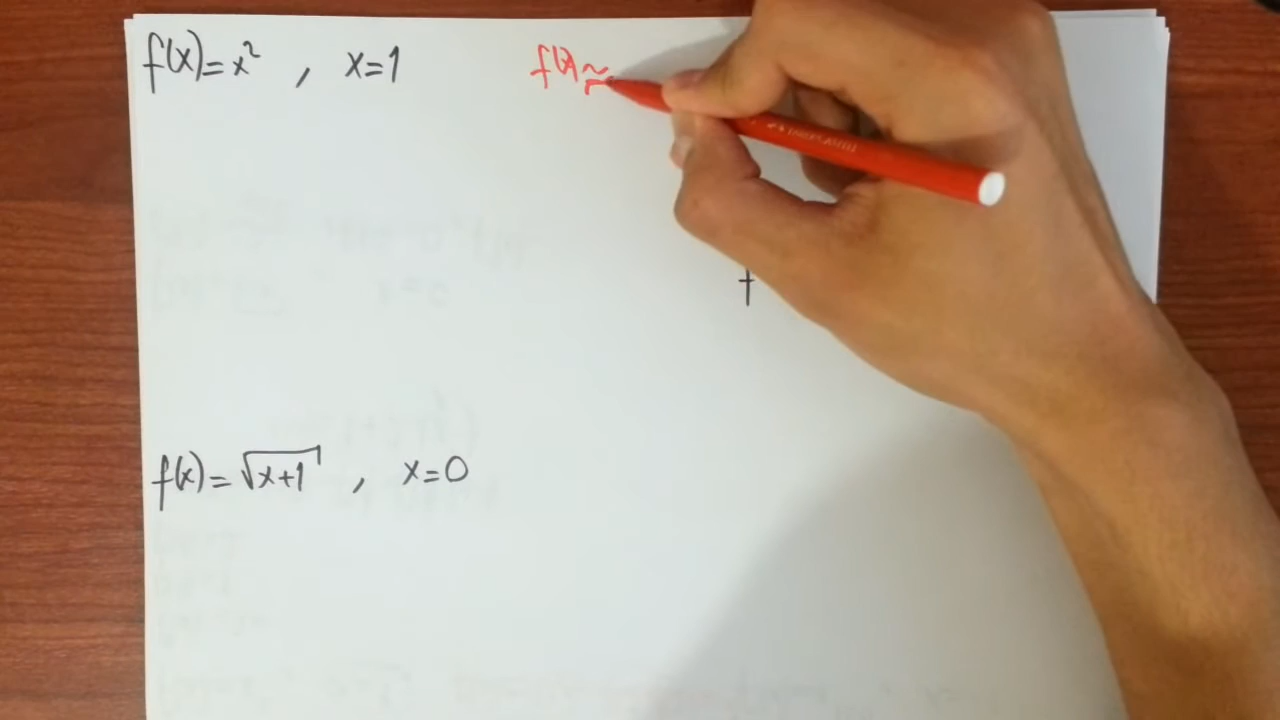 f(x)=x² , x=1 f(x)≈
f(x)=√x+1 , x=0